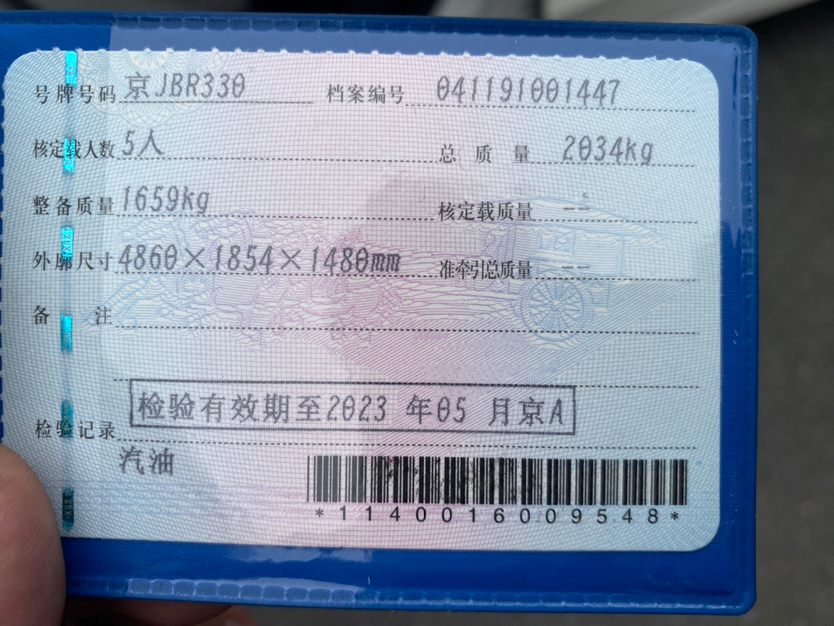 号牌号码 京JBR330 档案编号 041191001447
核定载人数 5人 总质量 2034kg
整备质量 1659kg 核定载质量 --
外廓尺寸 4860×1854×1480mm 准牵引总质量 --
备注
检验有效期至2023 年05 月京A
检验记录
汽油
*1140016009548*